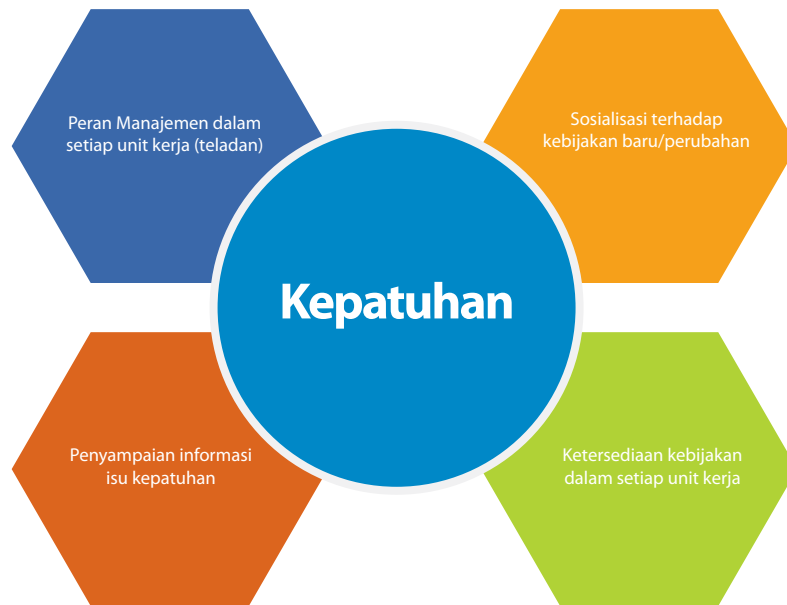 Peran Manajemen dalam
setiap unit kerja (teladan)
Sosialisasi terhadap
kebijakan baru/perubahan
Kepatuhan
Penyampaian informasi
isu kepatuhan
Ketersediaan kebijakan
dalam setiap unit kerja